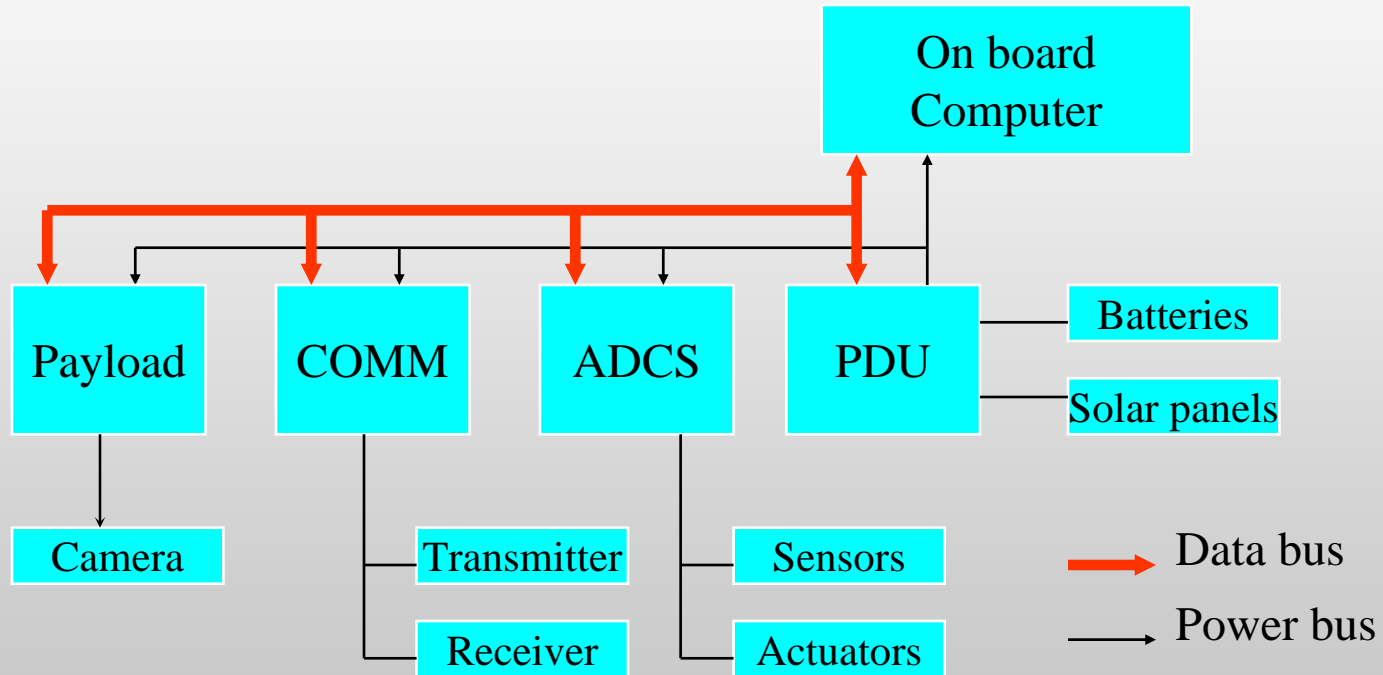 On board
Computer
Payload
COMM
ADCS
PDU
Batteries
Solar panels
Camera
Transmitter
Receiver
Sensors
Actuators
Data bus
Power bus